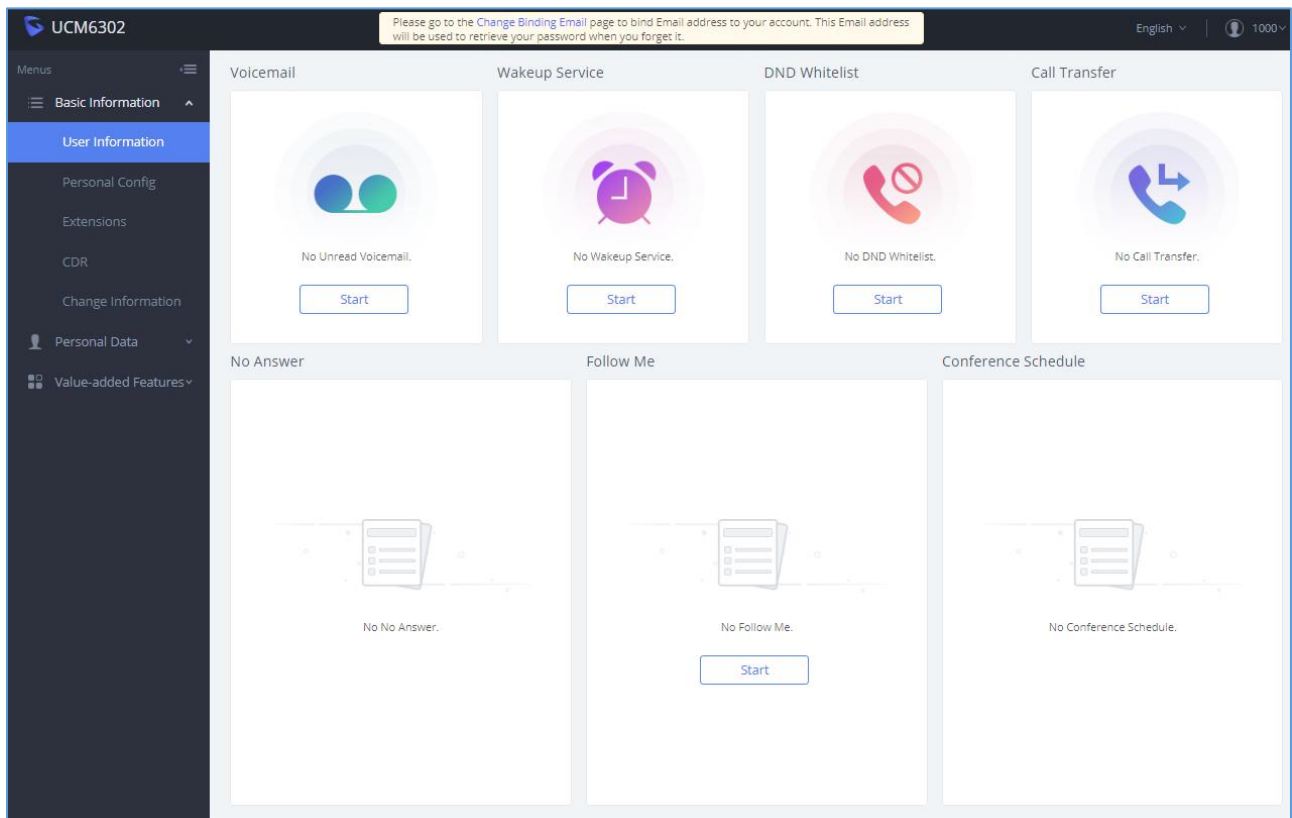 UCM6302
Please go to the Change Binding Email page to bind Email address to your account. This Email address
will be used to retrieve your password when you forget it.
English
1000
Menus
Basic Information
User Information
Personal Config
Extensions
CDR
Change Information
Personal Data
Value-added Features
Voicemail
No Unread Voicemail.
Start
Wakeup Service
No Wakeup Service.
Start
DND Whitelist
No DND Whitelist.
Start
Call Transfer
No Call Transfer.
Start
No Answer
No No Answer.
Follow Me
No Follow Me.
Start
Conference Schedule
No Conference Schedule.